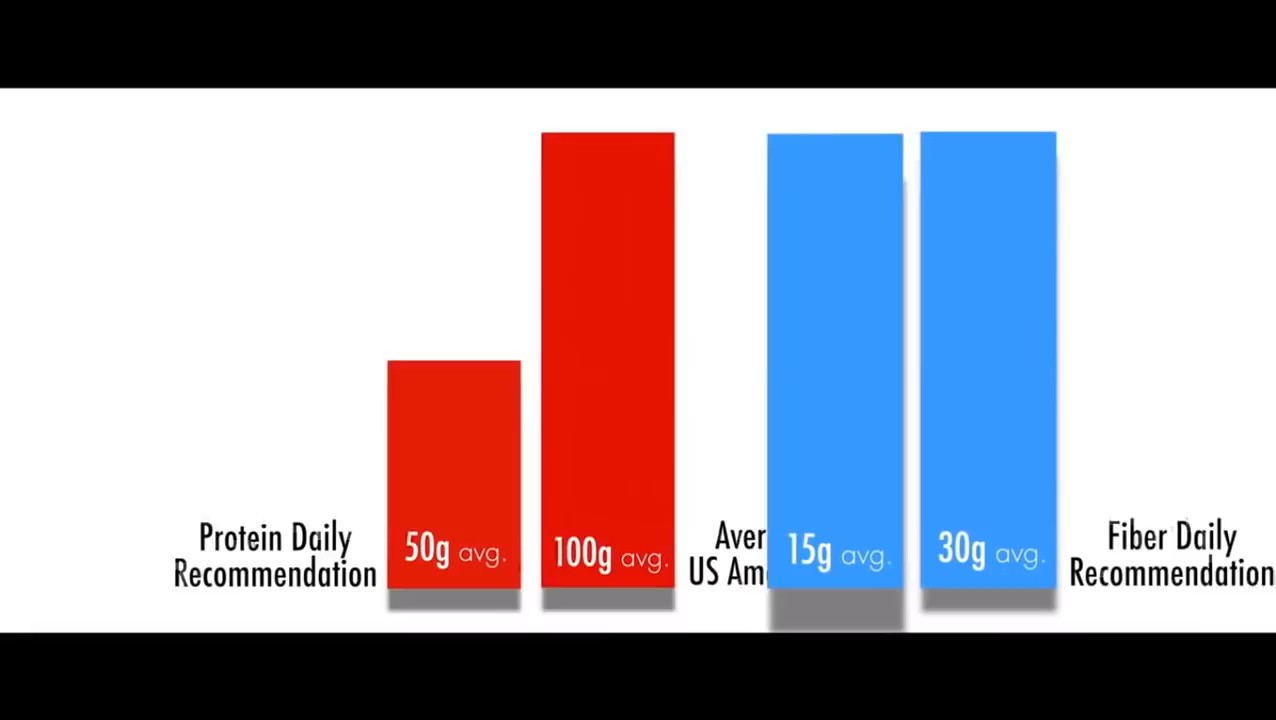 Protein Daily
Recommendation
50g avg.
100g avg.
Aver
US Am
15g avg.
30g avg.
Fiber Daily
Recommendation